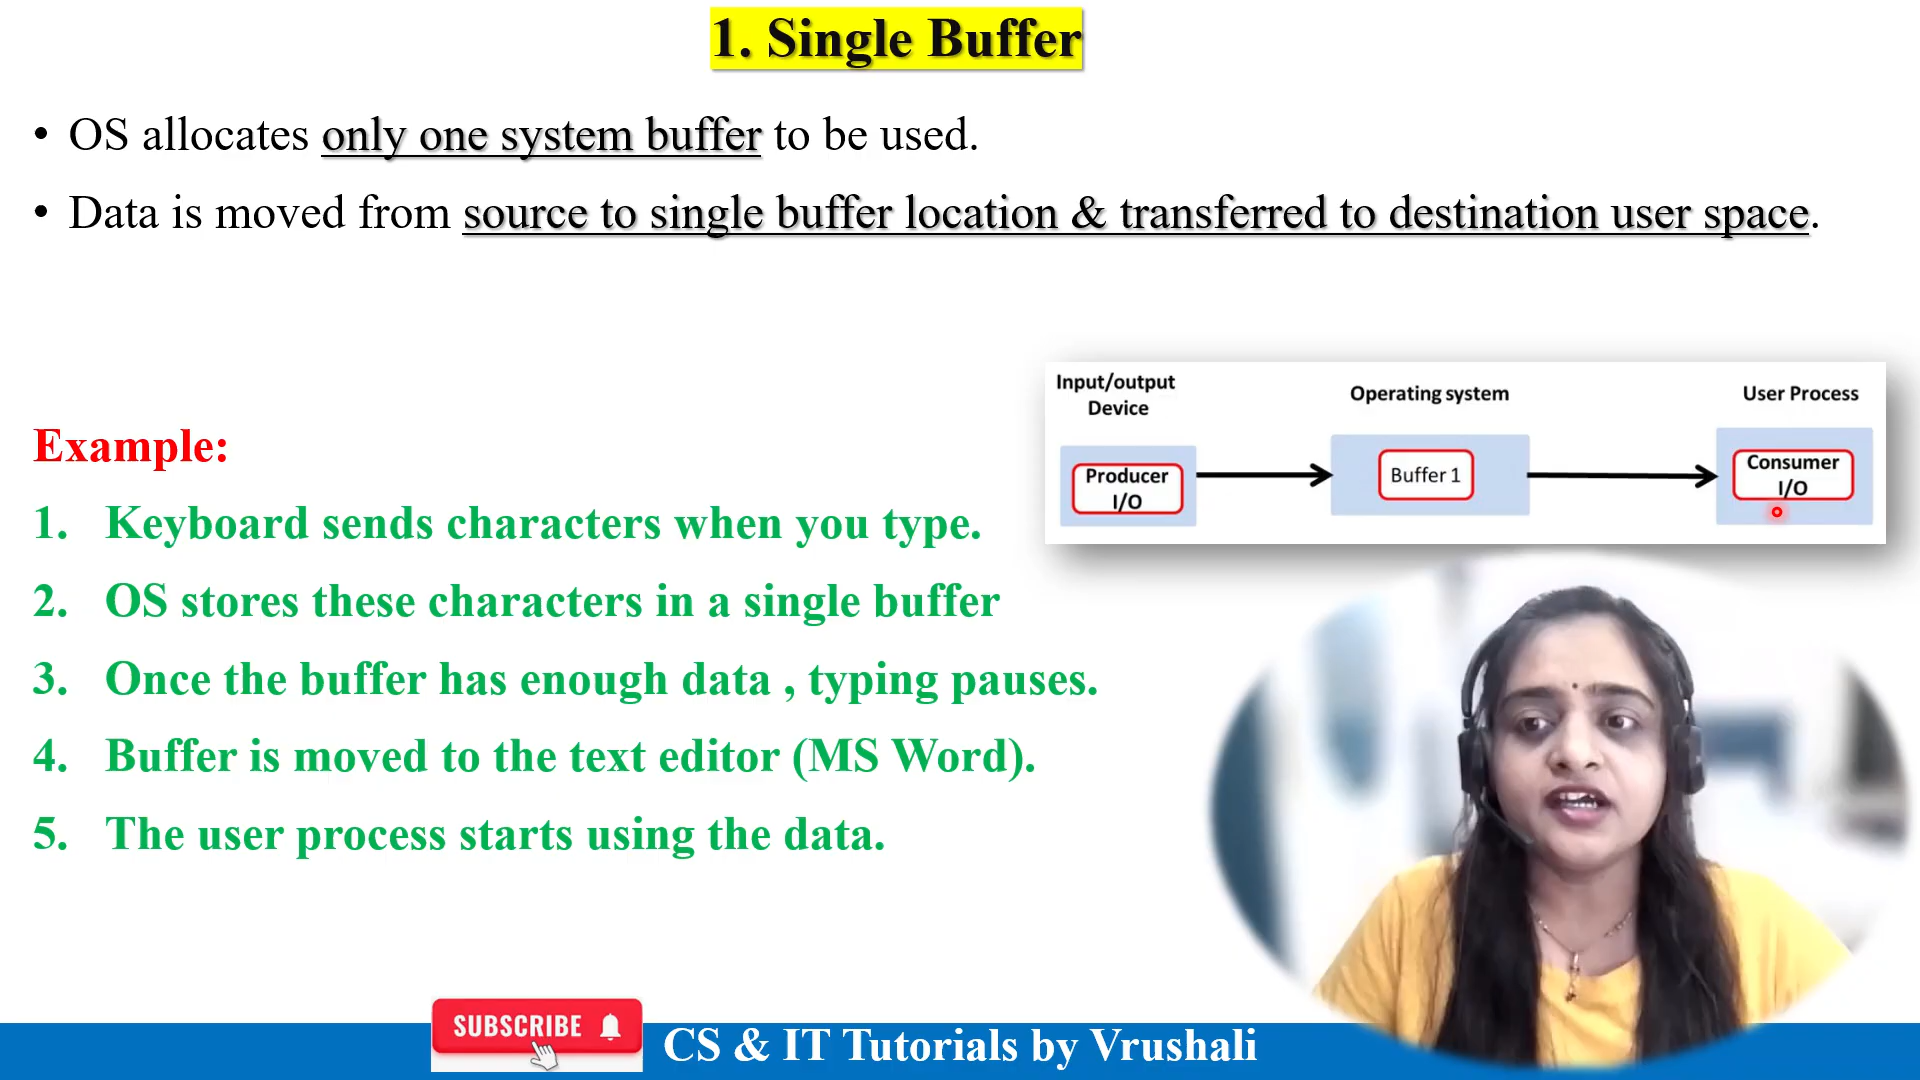 1. Single Buffer
• OS allocates only one system buffer to be used.
• Data is moved from source to single buffer location & transferred to destination user space.
Input/output
Device
Operating system
User Process
Producer
I/O
Buffer 1
Consumer
I/O
Example:
1. Keyboard sends characters when you type.
2. OS stores these characters in a single buffer
3. Once the buffer has enough data , typing pauses.
4. Buffer is moved to the text editor (MS Word).
5. The user process starts using the data.
SUBSCRIBE
CS & IT Tutorials by Vrushali